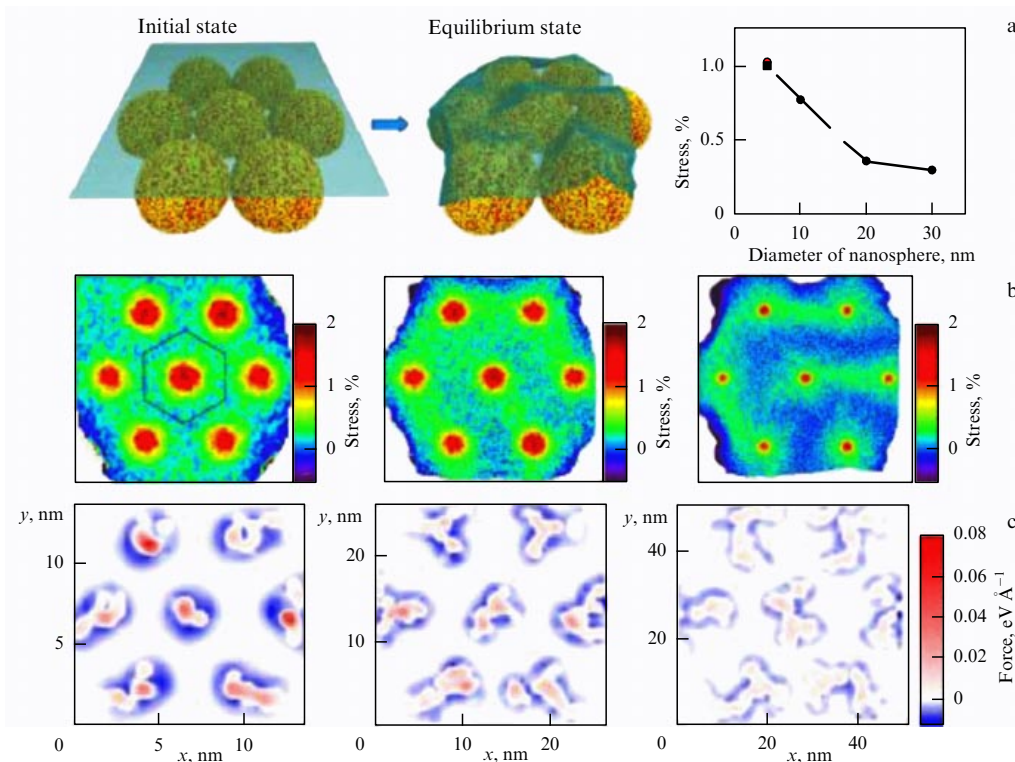 Initial state
Equilibrium state
a
1.0
0.5
0
Stress, %
0 10 20 30
Diameter of nanosphere, nm
b
2
1
0
Stress, %
2
1
0
Stress, %
2
1
0
Stress, %
c
y, nm
10
5
0
5 10
x, nm
y, nm
20
10
0
10 20
x, nm
y, nm
40
20
0
20 40
x, nm
0.08
0.06
0.04
0.02
0
Force, eV Å⁻¹